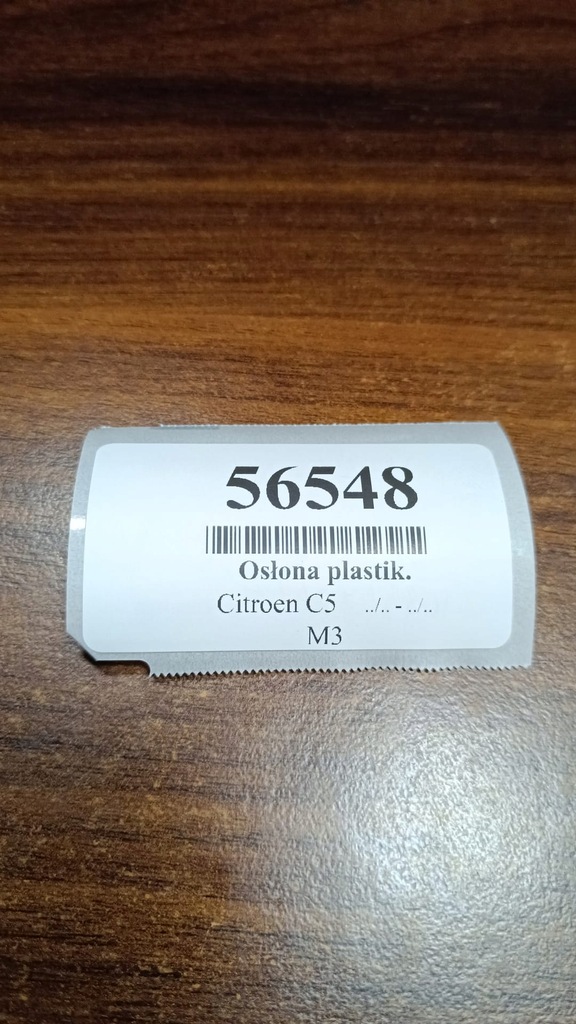 56548
Osłona plastik.
Citroen C5 ../.. - ../..
M3